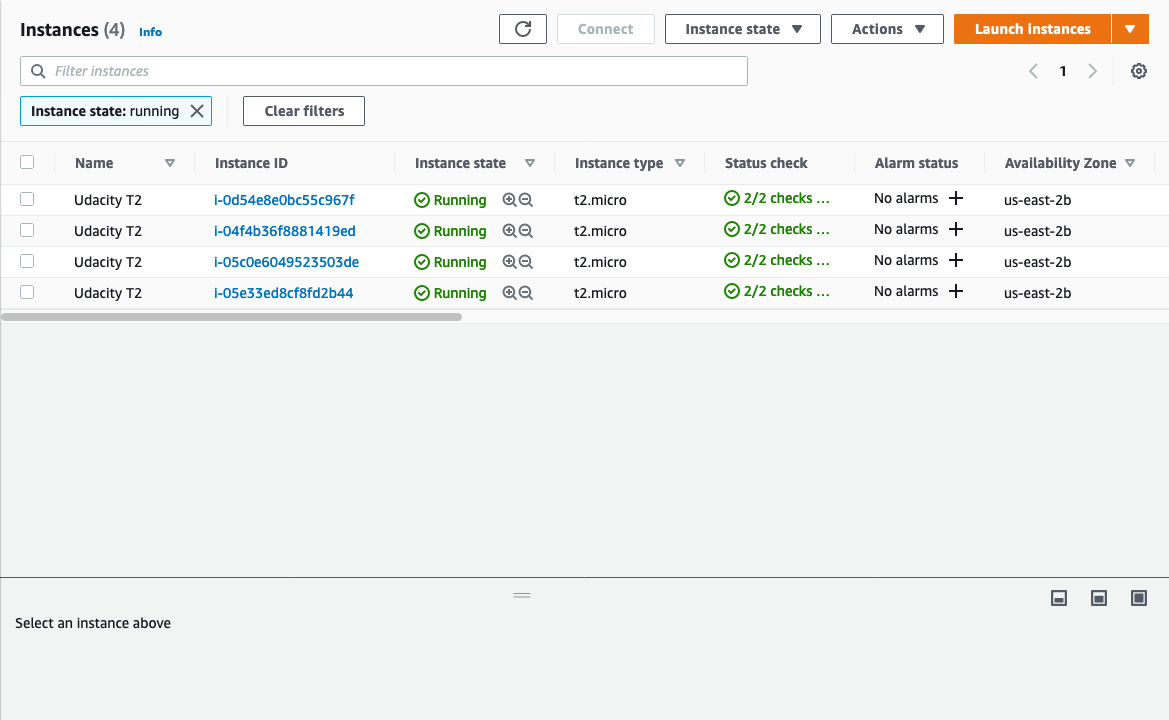 Instances (4) Info Connect Instance state Actions Launch instances
Filter instances 1
Instance state: running Clear filters
Name Instance ID Instance state Instance type Status check Alarm status Availability Zone
Udacity T2 i-0d54e8e0bc55c967f Running t2.micro 2/2 checks ... No alarms us-east-2b
Udacity T2 i-04f4b36f8881419ed Running t2.micro 2/2 checks ... No alarms us-east-2b
Udacity T2 i-05c0e6049523503de Running t2.micro 2/2 checks ... No alarms us-east-2b
Udacity T2 i-05e33ed8cf8fd2b44 Running t2.micro 2/2 checks ... No alarms us-east-2b
Select an instance above